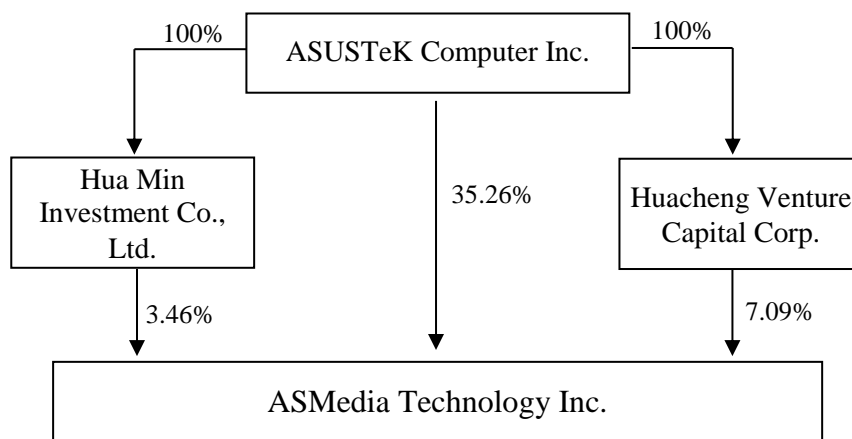 100%
ASUSTeK Computer Inc.
100%
Hua Min
Investment Co.,
Ltd.
35.26%
Huacheng Venture
Capital Corp.
3.46%
7.09%
ASMedia Technology Inc.